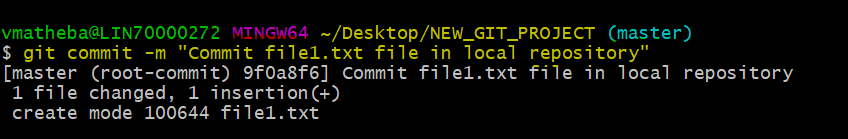 vmatheba@LIN70000272 MINGW64 ~/Desktop/NEW_GIT_PROJECT (master)
$ git commit -m "Commit file1.txt file in local repository"
[master (root-commit) 9f0a8f6] Commit file1.txt file in local repository
 1 file changed, 1 insertion(+)
 create mode 100644 file1.txt